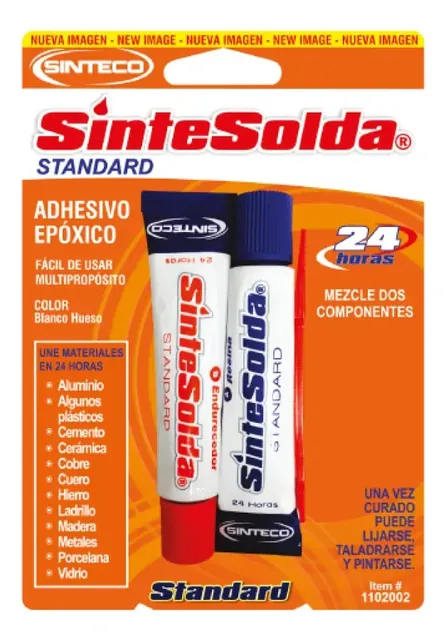 NUEVA IMAGEN - NEW IMAGE - NUEVA IMAGEN - NEW IMAGE - NUEVA IMAGEN
SINTECO
SinteSolda®
STANDARD
ADHESIVO
EPÓXICO
FÁCIL DE USAR
MULTIPROPÓSITO
COLOR
Blanco Hueso
UNE MATERIALES
EN 24 HORAS
Aluminio
Algunos
plásticos
Cemento
Cerámica
Cobre
Cuero
Hierro
Ladrillo
Madera
Metales
Porcelana
Vidrio
SINTECO
24 Horas
SinteSolda®
STANDARD
Endurecedor
SinteSolda®
Resina
STANDARD
24 Horas
SINTECO
24
horas
MEZCLE DOS
COMPONENTES
UNA VEZ
CURADO
PUEDE
LIJARSE,
TALADRARSE
Y PINTARSE.
Standard
Item #
1102002